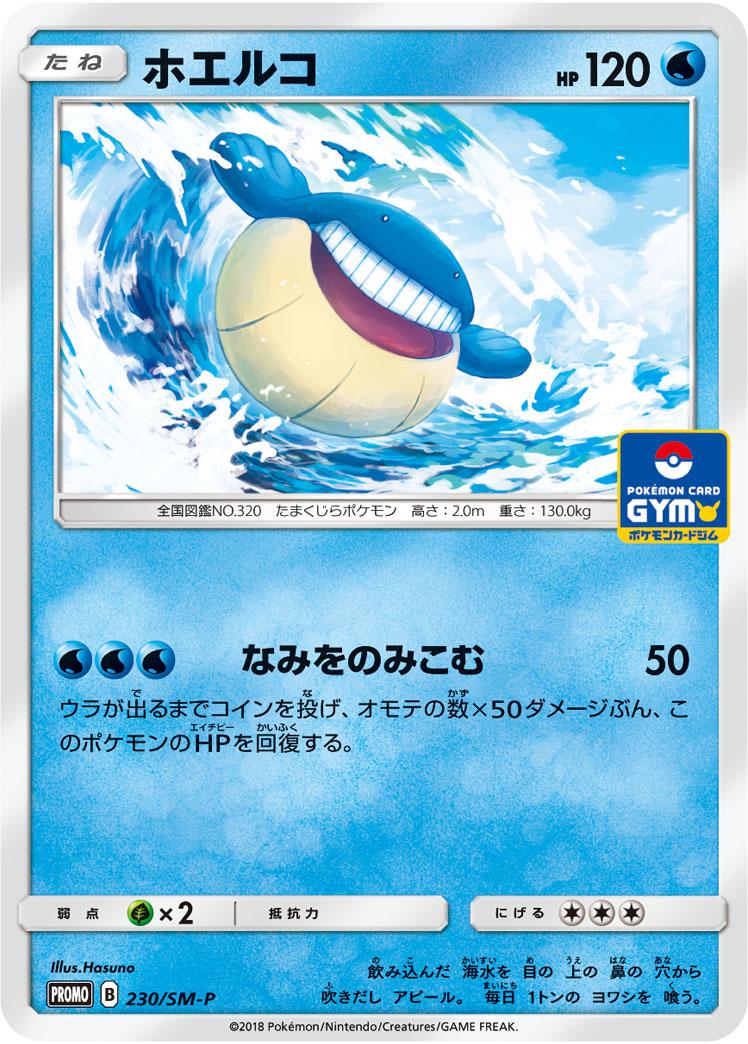 たね ホエルコ HP 120
全国図鑑NO.320 たまくじらポケモン 高さ:2.0m 重さ:130.0kg
POKÉMON CARD
GYM
ポケモンカードジム
なみをのみこむ 50
ウラが出るまでコインを投げ、オモテの数×50ダメージぶん、こ
のポケモンのHPを回復する。
弱点 ×2 抵抗力 にげる
Illus.Hasuno
飲み込んだ 海水を 目の 上の 鼻の 穴から
吹きだし アピール。 毎日 1トンの ヨワシを 喰う。
PROMO B 230/SM-P
©2018 Pokémon/Nintendo/Creatures/GAME FREAK.